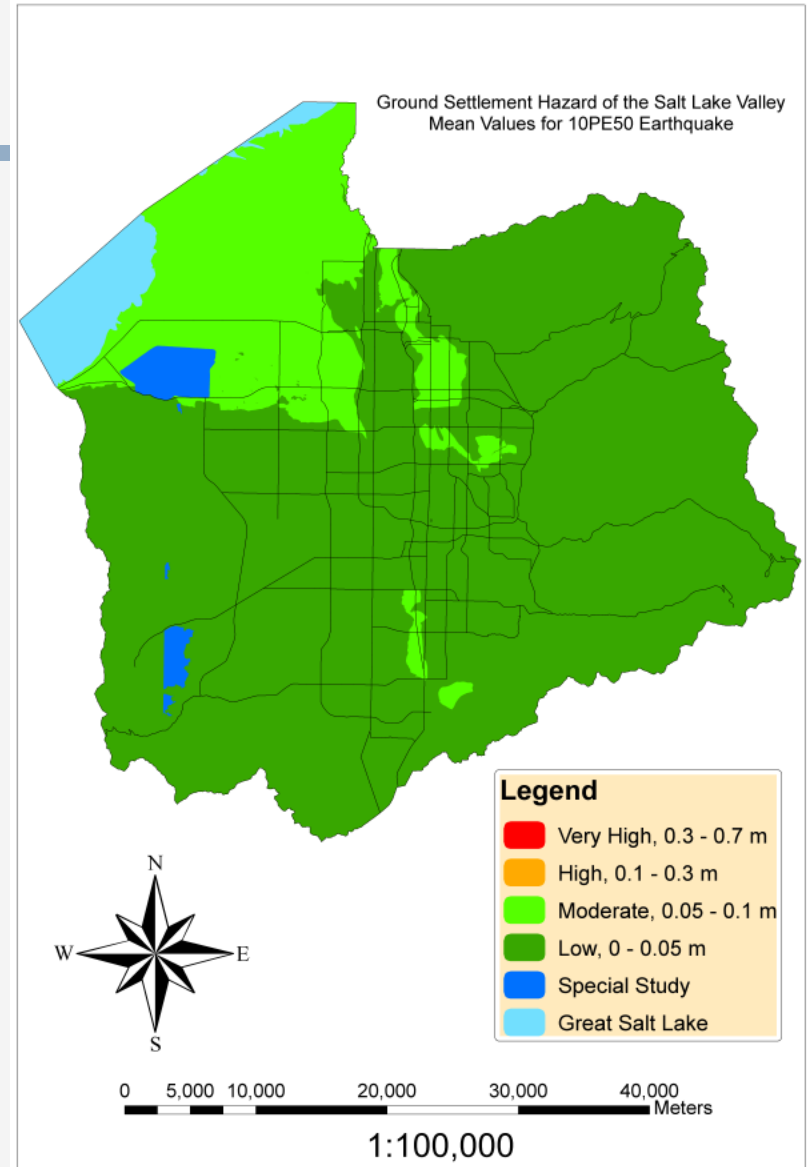 Ground Settlement Hazard of the Salt Lake Valley
Mean Values for 10PE50 Earthquake
Legend
Very High, 0.3 - 0.7 m
High, 0.1 - 0.3 m
Moderate, 0.05 - 0.1 m
Low, 0 - 0.05 m
Special Study
Great Salt Lake
N
W E
S
0 5,000 10,000 20,000 30,000 40,000
Meters
1:100,000